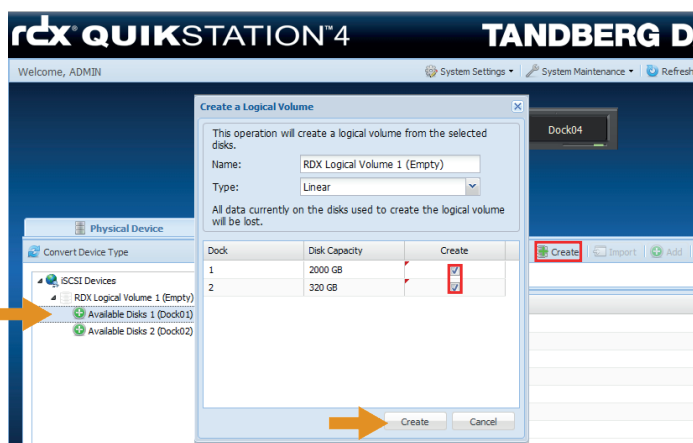 rdx® QUIKSTATION™4
TANDBERG D
Welcome, ADMIN
System Settings
System Maintenance
Refresh
Create a Logical Volume
This operation will create a logical volume from the selected
disks.
Name: RDX Logical Volume 1 (Empty)
Type: Linear
All data currently on the disks used to create the logical volume
will be lost.
Dock04
Physical Device
Convert Device Type
Create
Import
Add
Dock Disk Capacity Create
1 2000 GB
2 320 GB
iSCSI Devices
RDX Logical Volume 1 (Empty)
Available Disks 1 (Dock01)
Available Disks 2 (Dock02)
Create
Cancel